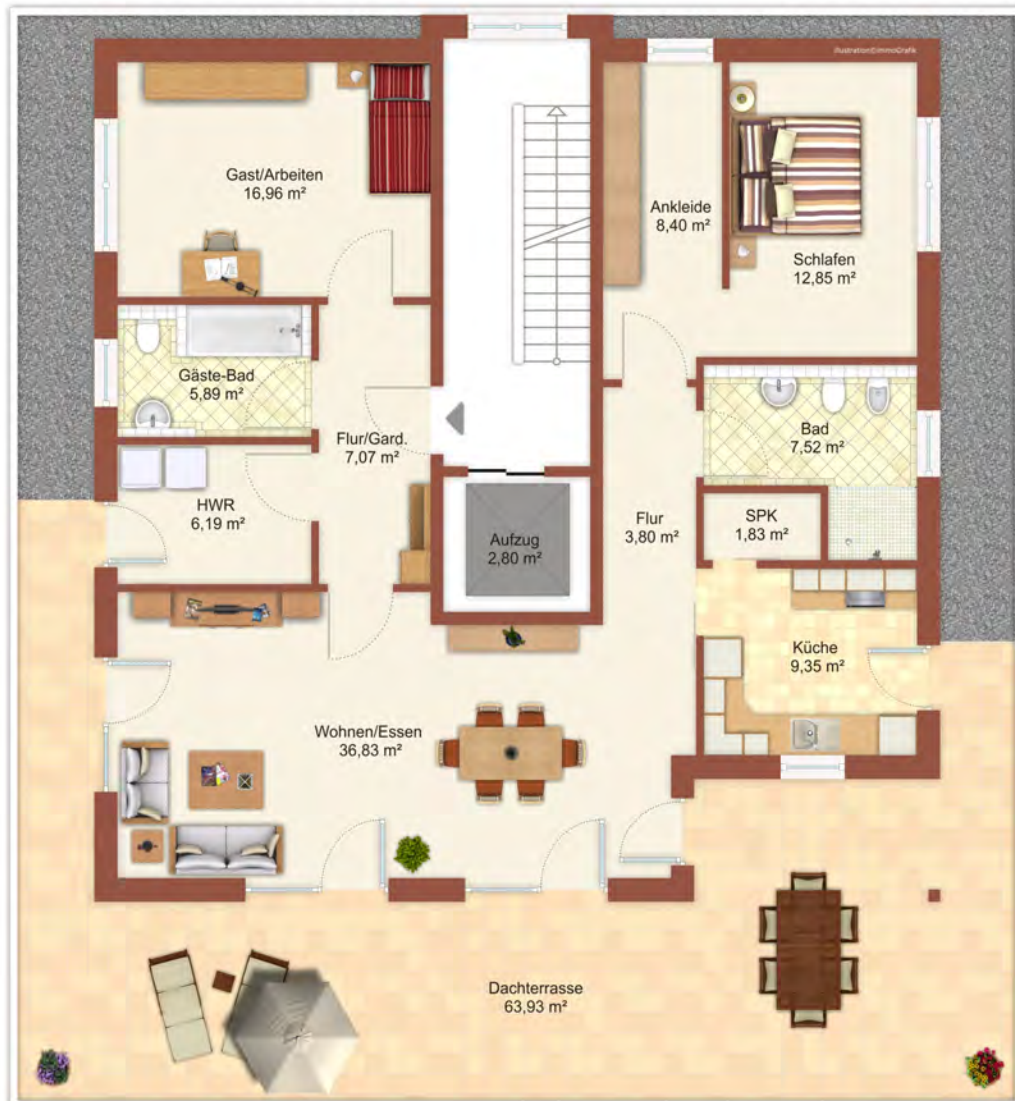 Illustration©ImmoGrafik
Gast/Arbeiten
16,96 m²
Ankleide
8,40 m²
Schlafen
12,85 m²
Gäste-Bad
5,89 m²
Flur/Gard.
7,07 m²
Bad
7,52 m²
HWR
6,19 m²
Aufzug
2,80 m²
Flur
3,80 m²
SPK
1,83 m²
Küche
9,35 m²
Wohnen/Essen
36,83 m²
Dachterrasse
63,93 m²